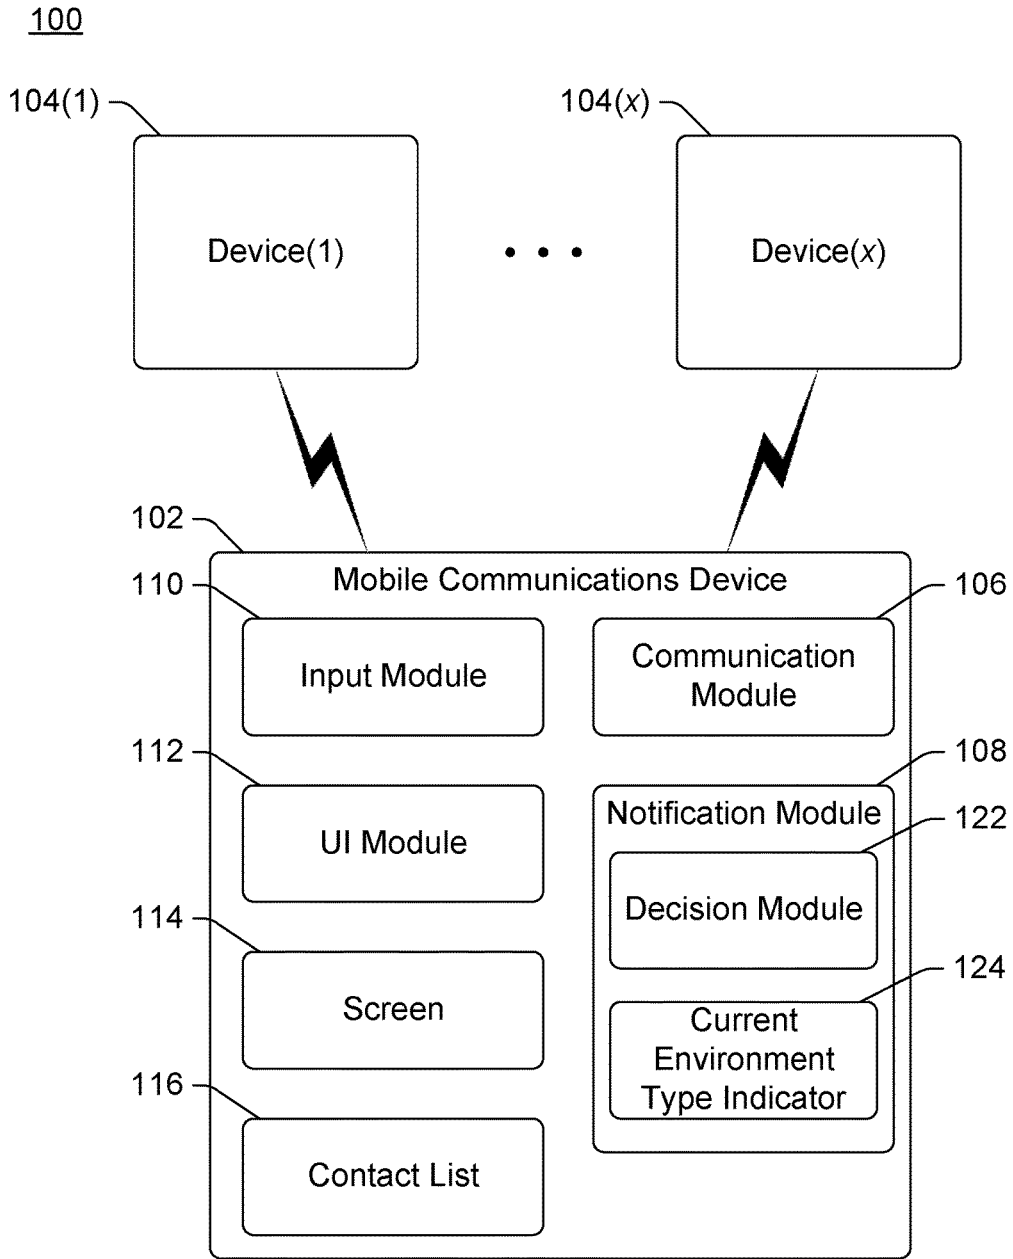 100
104(1)
104(x)
Device(1)
Device(x)
102
Mobile Communications Device
110
106
Input Module
Communication
Module
112
108
UI Module
Notification Module
122
Decision Module
114
124
Screen
Current
Environment
Type Indicator
116
Contact List